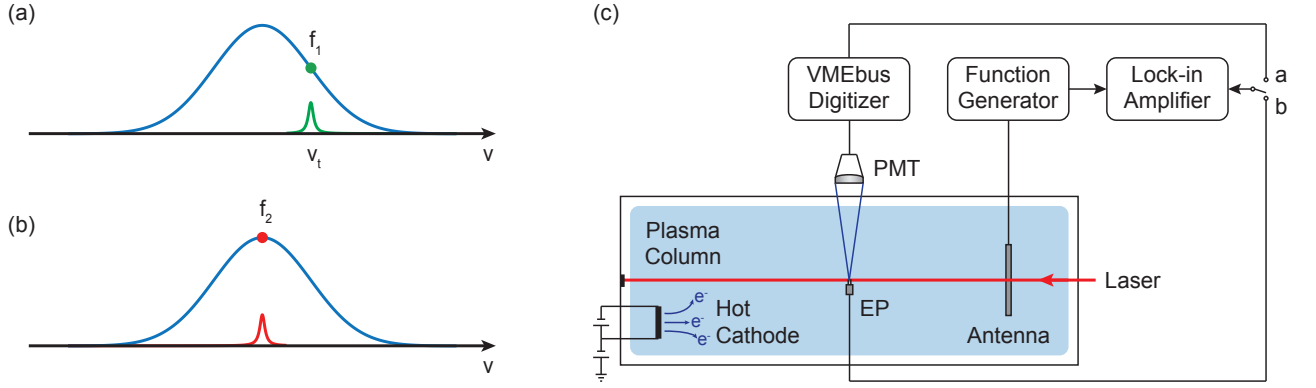 (a)
f₁
vₜ
v
(b)
f₂
v
(c)
VMEbus
Digitizer
Function
Generator
Lock-in
Amplifier
a
b
PMT
Plasma
Column
Laser
EP
e⁻
e⁻
e⁻
Hot
Cathode
Antenna